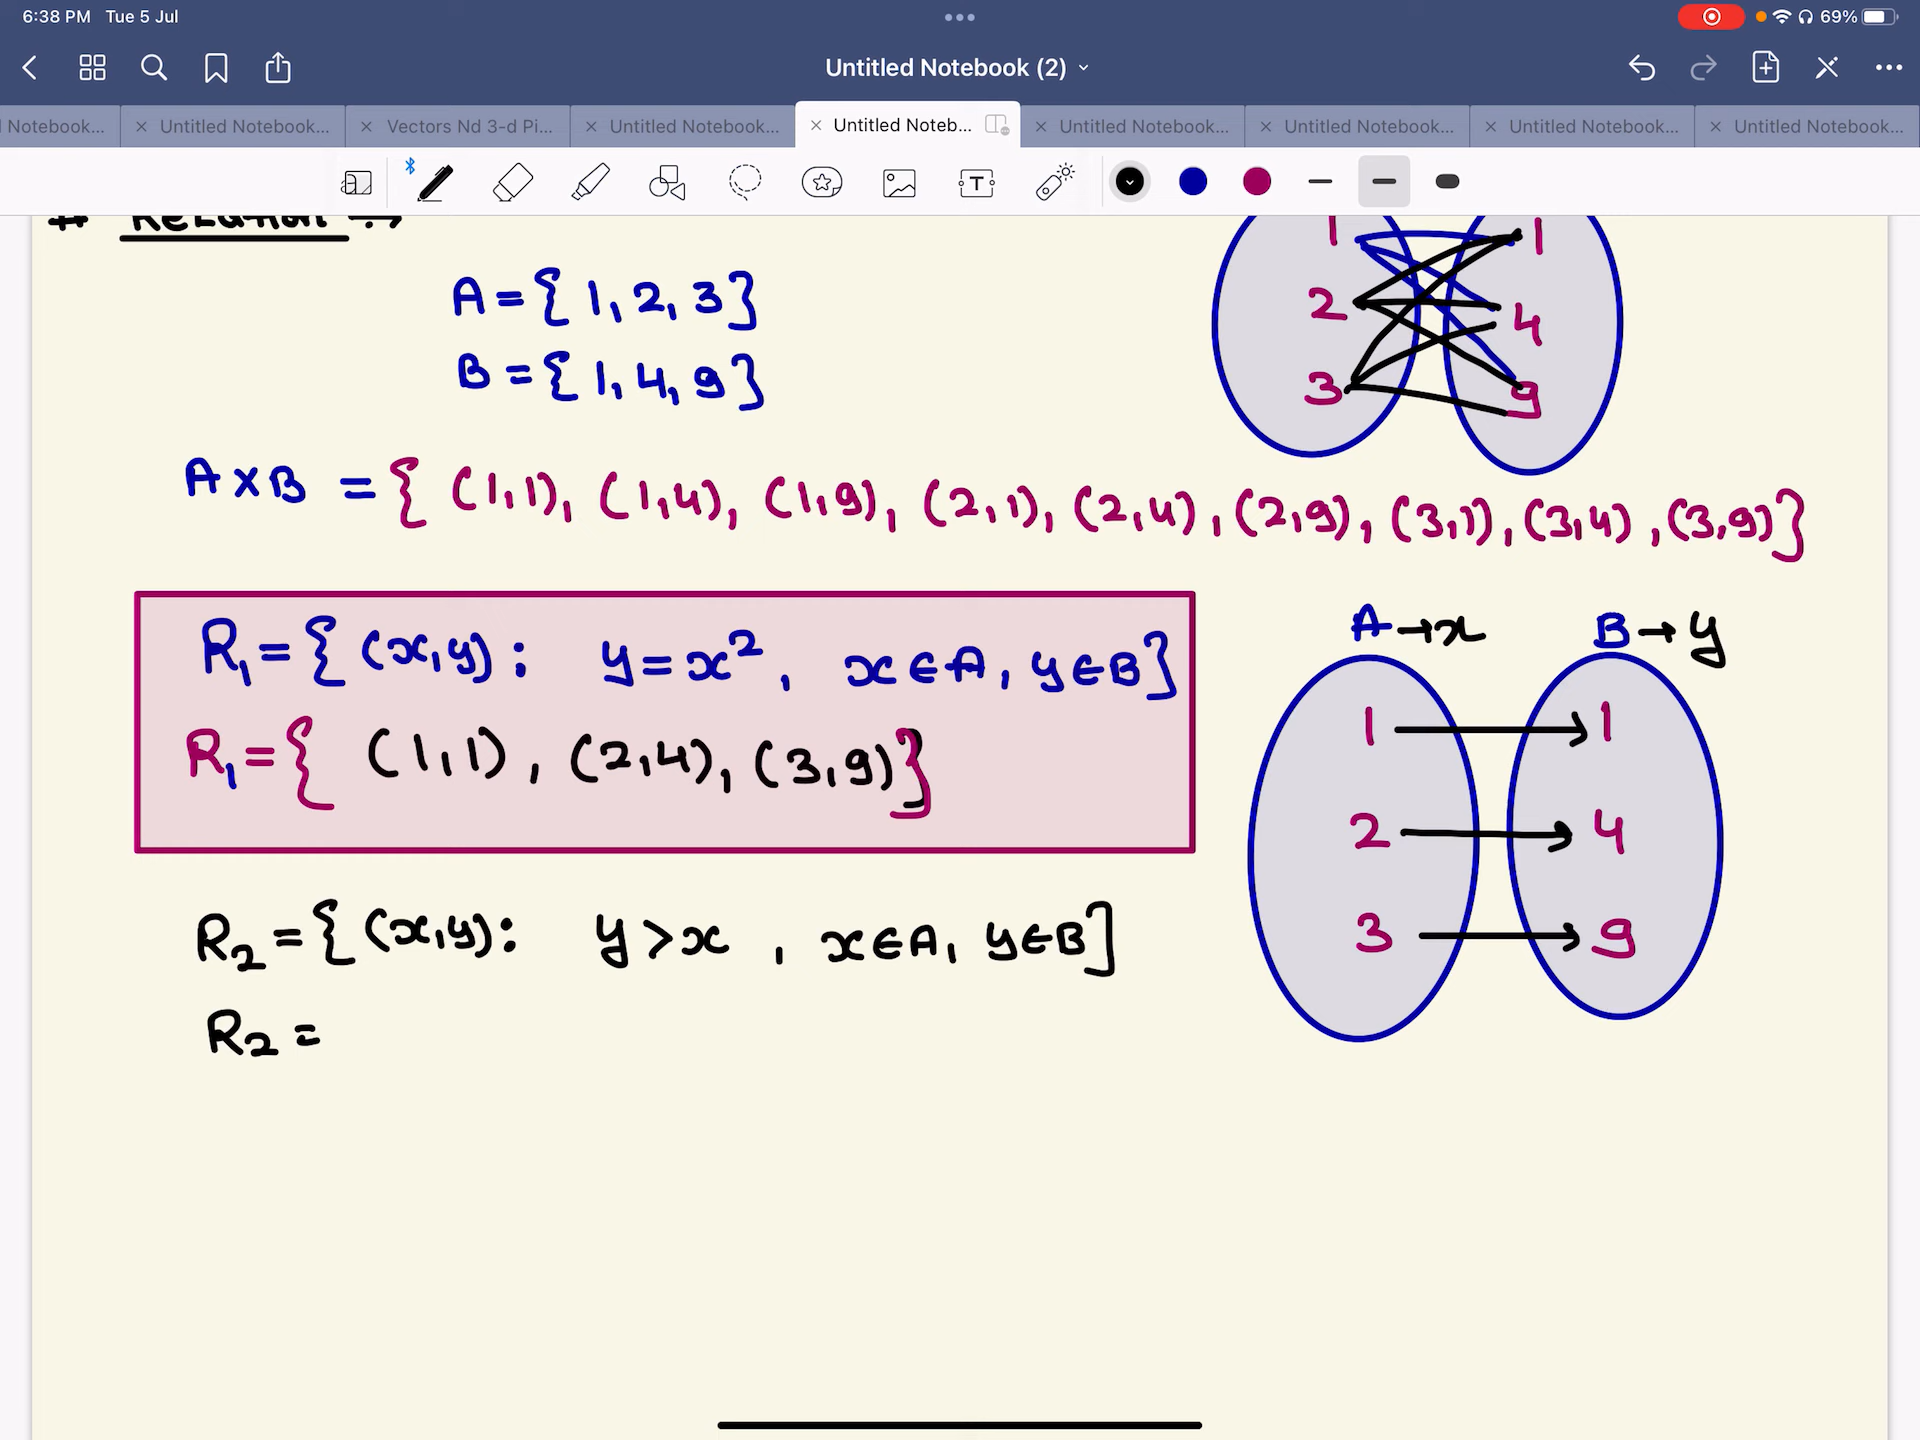 6:38 PM Tue 5 Jul
69%
Untitled Notebook (2)
Notebook...
Untitled Notebook...
Vectors Nd 3-d Pi...
Untitled Notebook...
Untitled Noteb...
Untitled Notebook...
Untitled Notebook...
Untitled Notebook...
Untitled Notebook...
# Relation :→
A = { 1, 2, 3 }
B = { 1, 4, 9 }
1 1
2 4
3 9
A × B = { (1,1), (1,4), (1,9), (2,1), (2,4), (2,9), (3,1), (3,4), (3,9) }
R₁ = { (x,y) : y = x², x ∈ A, y ∈ B }
R₁ = { (1,1), (2,4), (3,9) }
A → x B → y
1 → 1
2 → 4
3 → 9
R₂ = { (x,y) : y > x , x ∈ A, y ∈ B ]
R₂ =